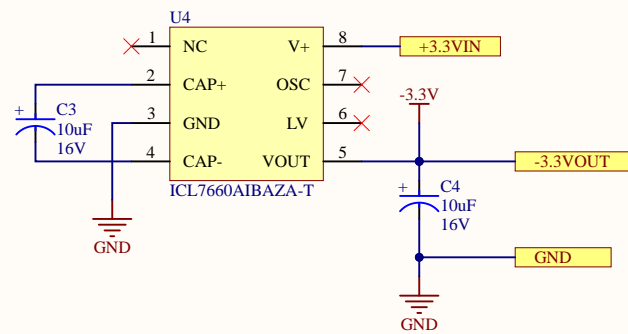 U4
1 NC V+ 8 +3.3VIN
2 CAP+ OSC 7
3 GND LV 6
4 CAP- VOUT 5
ICL7660AIBAZA-T
+ C3
10uF
16V
GND
-3.3V
-3.3VOUT
+ C4
10uF
16V
GND
GND